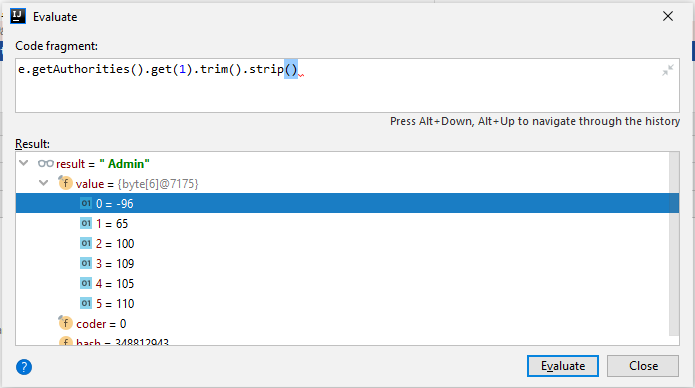 Evaluate
Code fragment:
e.getAuthorities().get(1).trim().strip()
Press Alt+Down, Alt+Up to navigate through the history
Result:
result = " Admin"
value = {byte[6]@7175}
0 = -96
1 = 65
2 = 100
3 = 109
4 = 105
5 = 110
coder = 0
hash = 348812943
Evaluate
Close